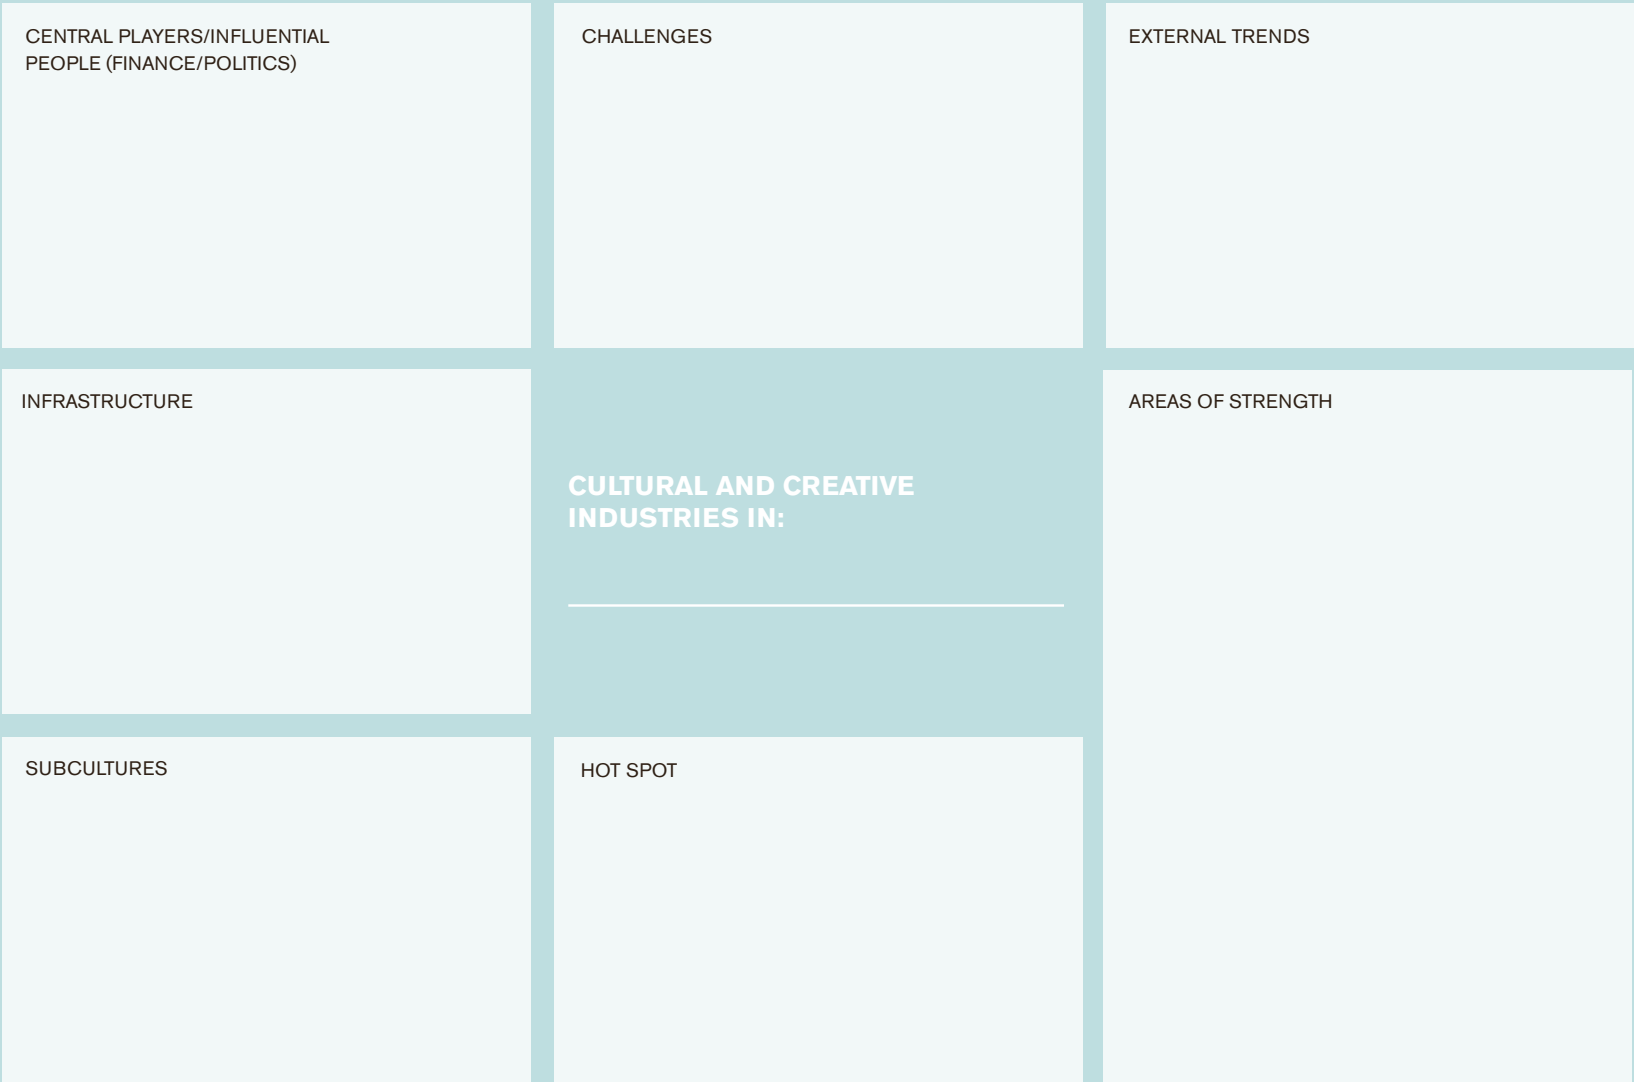 CENTRAL PLAYERS/INFLUENTIAL
PEOPLE (FINANCE/POLITICS)
CHALLENGES
EXTERNAL TRENDS
INFRASTRUCTURE
CULTURAL AND CREATIVE
INDUSTRIES IN:
AREAS OF STRENGTH
SUBCULTURES
HOT SPOT